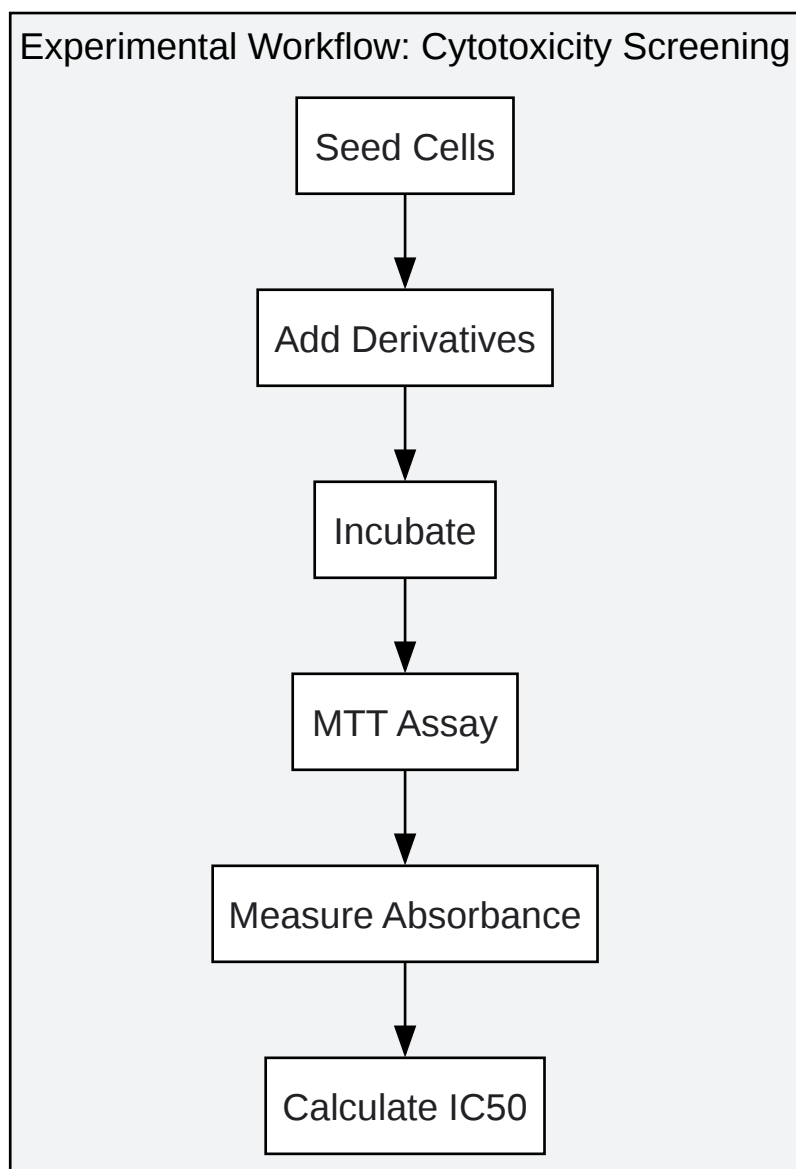 Experimental Workflow: Cytotoxicity Screening
Seed Cells
Add Derivatives
Incubate
MTT Assay
Measure Absorbance
Calculate IC50